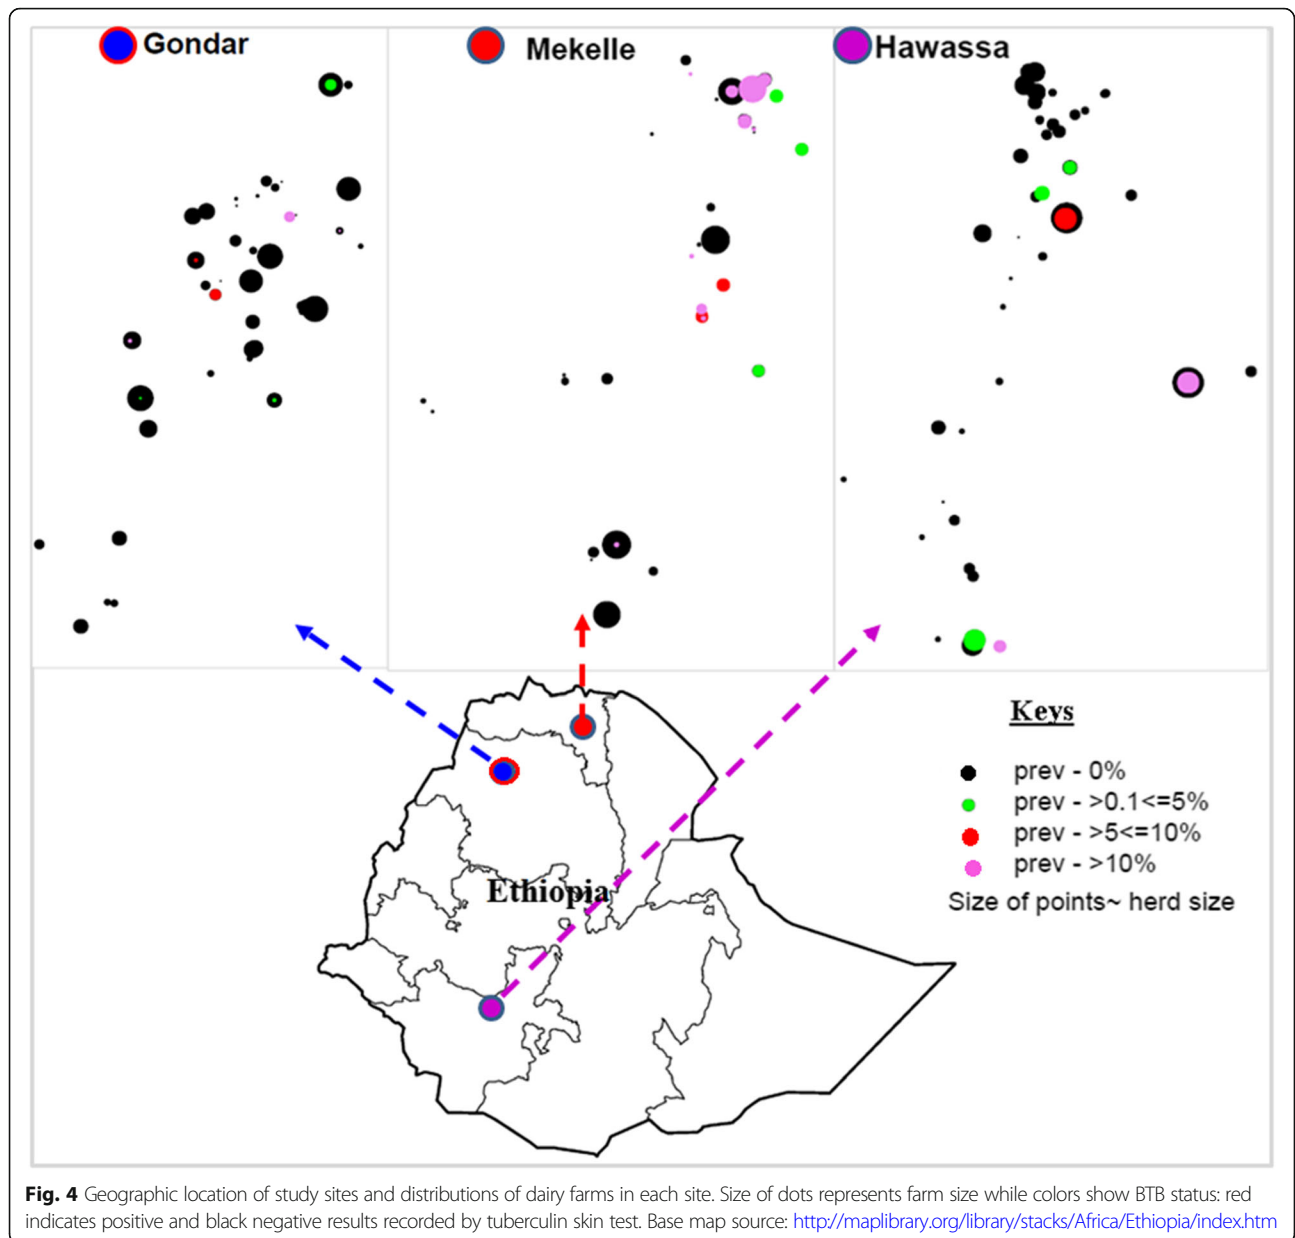 Gondar
Mekelle
Hawassa
Keys
prev - 0%
prev - >0.1<=5%
prev - >5<=10%
prev - >10%
Size of points~ herd size
Ethiopia
Fig. 4 Geographic location of study sites and distributions of dairy farms in each site. Size of dots represents farm size while colors show BTB status: red
indicates positive and black negative results recorded by tuberculin skin test. Base map source: http://maplibrary.org/library/stacks/Africa/Ethiopia/index.htm